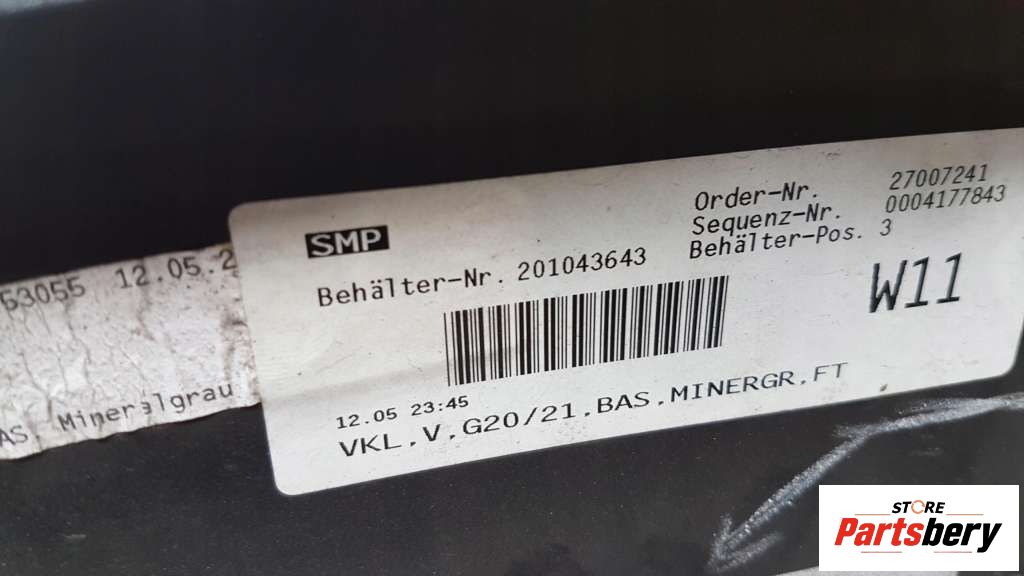 53055 12.05.2
AS, Mineralgrau
SMP
Order-Nr. 27007241
Sequenz-Nr. 0004177843
Behälter-Nr. 201043643 Behälter-Pos. 3
W11
12.05 23:45
VKL,V,G20/21,BAS,MINERGR,FT
STORE
Partsbery